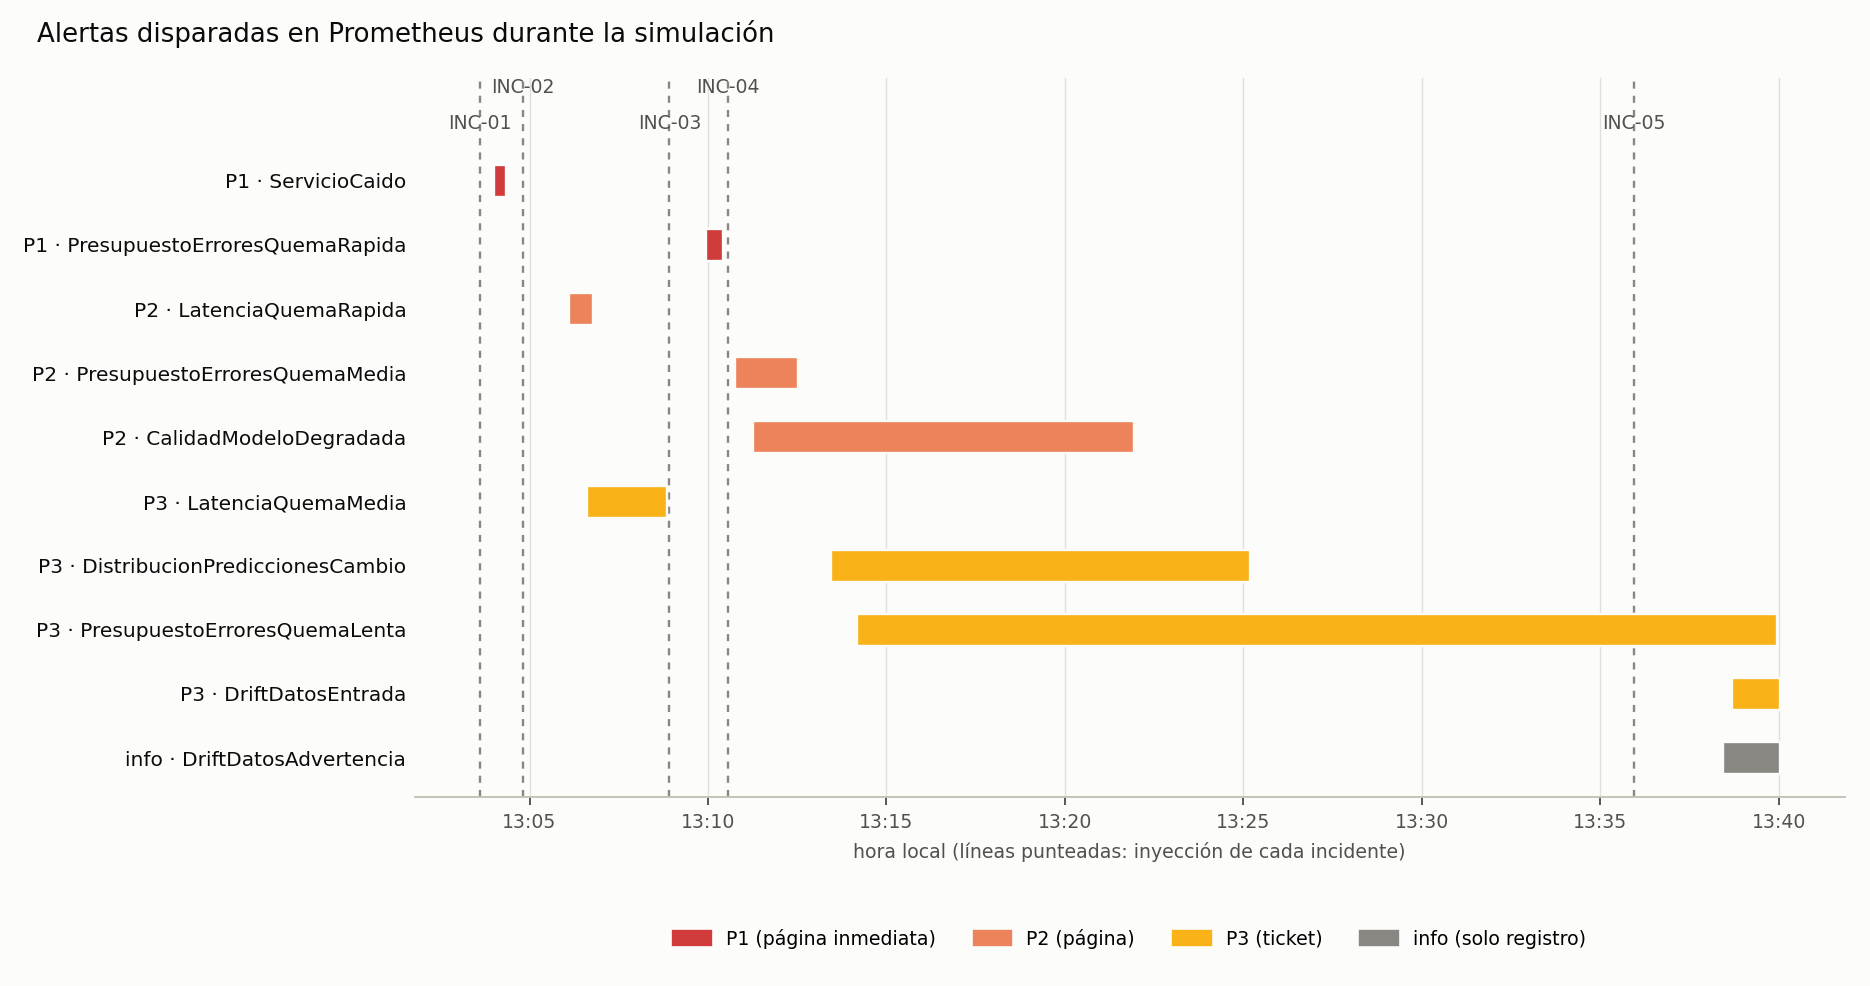 Alertas disparadas en Prometheus durante la simulación
INC-02 INC-04
INC-01 INC-03 INC-05
P1 · ServicioCaido
P1 · PresupuestoErroresQuemaRapida
P2 · LatenciaQuemaRapida
P2 · PresupuestoErroresQuemaMedia
P2 · CalidadModeloDegradada
P3 · LatenciaQuemaMedia
P3 · DistribucionPrediccionesCambio
P3 · PresupuestoErroresQuemaLenta
P3 · DriftDatosEntrada
info · DriftDatosAdvertencia
13:05 13:10 13:15 13:20 13:25 13:30 13:35 13:40
hora local (líneas punteadas: inyección de cada incidente)
P1 (página inmediata) P2 (página) P3 (ticket) info (solo registro)